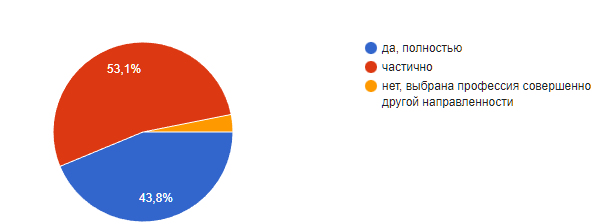 53,1%
43,8%
да, полностью
частично
нет, выбрана профессия совершенно
другой направленности